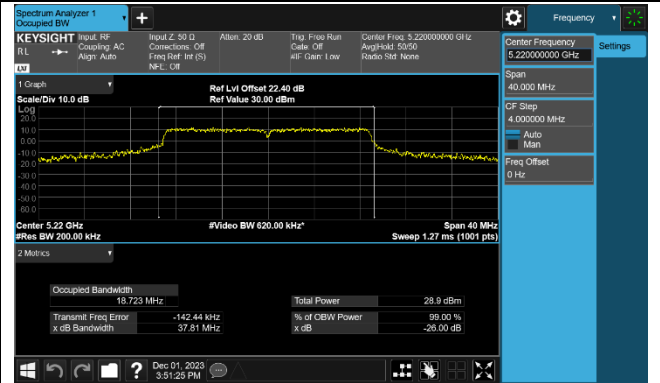 Spectrum Analyzer 1
Occupied BW
Frequency
KEYSIGHT
RL
LXI
Input: RF
Coupling: AC
Align: Auto
Input Z: 50 Ω
Corrections: Off
Freq Ref: Int (S)
NFE: Off
Atten: 20 dB
Trig: Free Run
Gate: Off
#IF Gain: Low
Center Freq: 5.220000000 GHz
Avg|Hold: 50/50
Radio Std: None
Center Frequency
5.220000000 GHz
Settings
Span
40.000 MHz
CF Step
4.000000 MHz
Auto
Man
Freq Offset
0 Hz
1 Graph
Scale/Div 10.0 dB
Ref Lvl Offset 22.40 dB
Ref Value 30.00 dBm
Log
20.0
10.0
0.00
-10.0
-20.0
-30.0
-40.0
-50.0
-60.0
Center 5.22 GHz
#Video BW 620.00 kHz*
Span 40 MHz
#Res BW 200.00 kHz
Sweep 1.27 ms (1001 pts)
2 Metrics
Occupied Bandwidth
18.723 MHz
Total Power 28.9 dBm
Transmit Freq Error -142.44 kHz
% of OBW Power 99.00 %
x dB Bandwidth 37.81 MHz
x dB -26.00 dB
Dec 01, 2023
3:51:25 PM